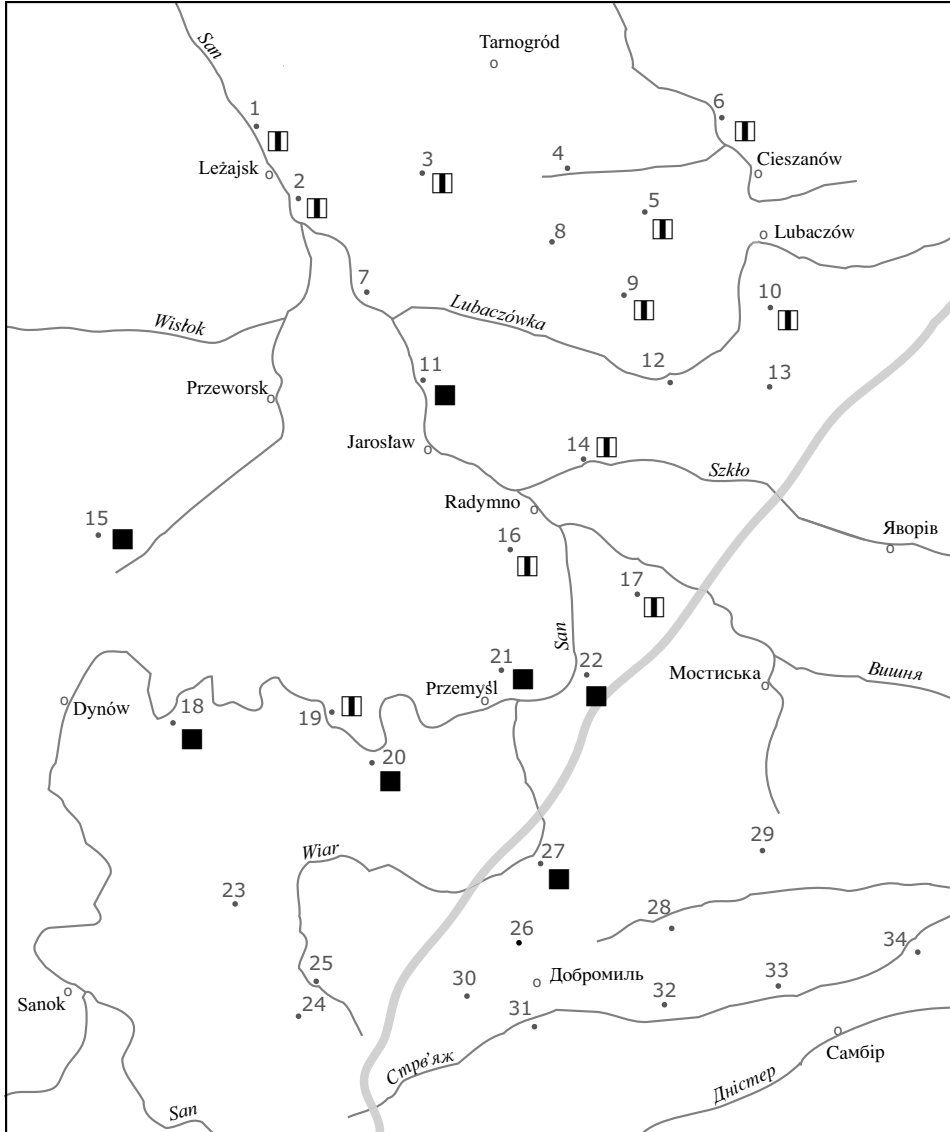 San
Tarnogród
1
6
3
4
Cieszanów
Leżajsk
2
5
8
Lubaczów
7
9
10
Lubaczówka
Wisłok
11
12
13
Przeworsk
Jarosław
14
Szkło
Radymno
15
Яворів
16
17
San
21
22
Мостиська
Вишня
Przemyśl
Dynów
18
19
20
29
Wiar
27
23
28
26
34
25
Добромиль
33
Sanok
30
32
24
31
Самбір
Стрв’яж
Дністер
San